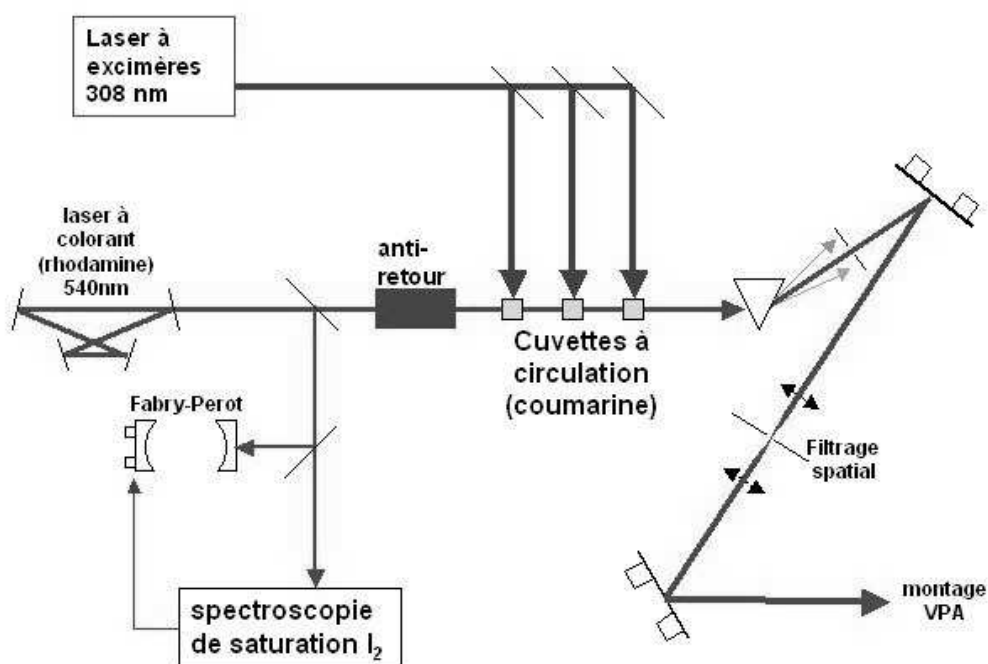 Laser à
excimères
308 nm
laser à
colorant
(rhodamine)
540nm
anti-
retour
Cuvettes à
circulation
(coumarine)
Fabry-Perot
Filtrage
spatial
spectroscopie
de saturation I₂
montage
VPA